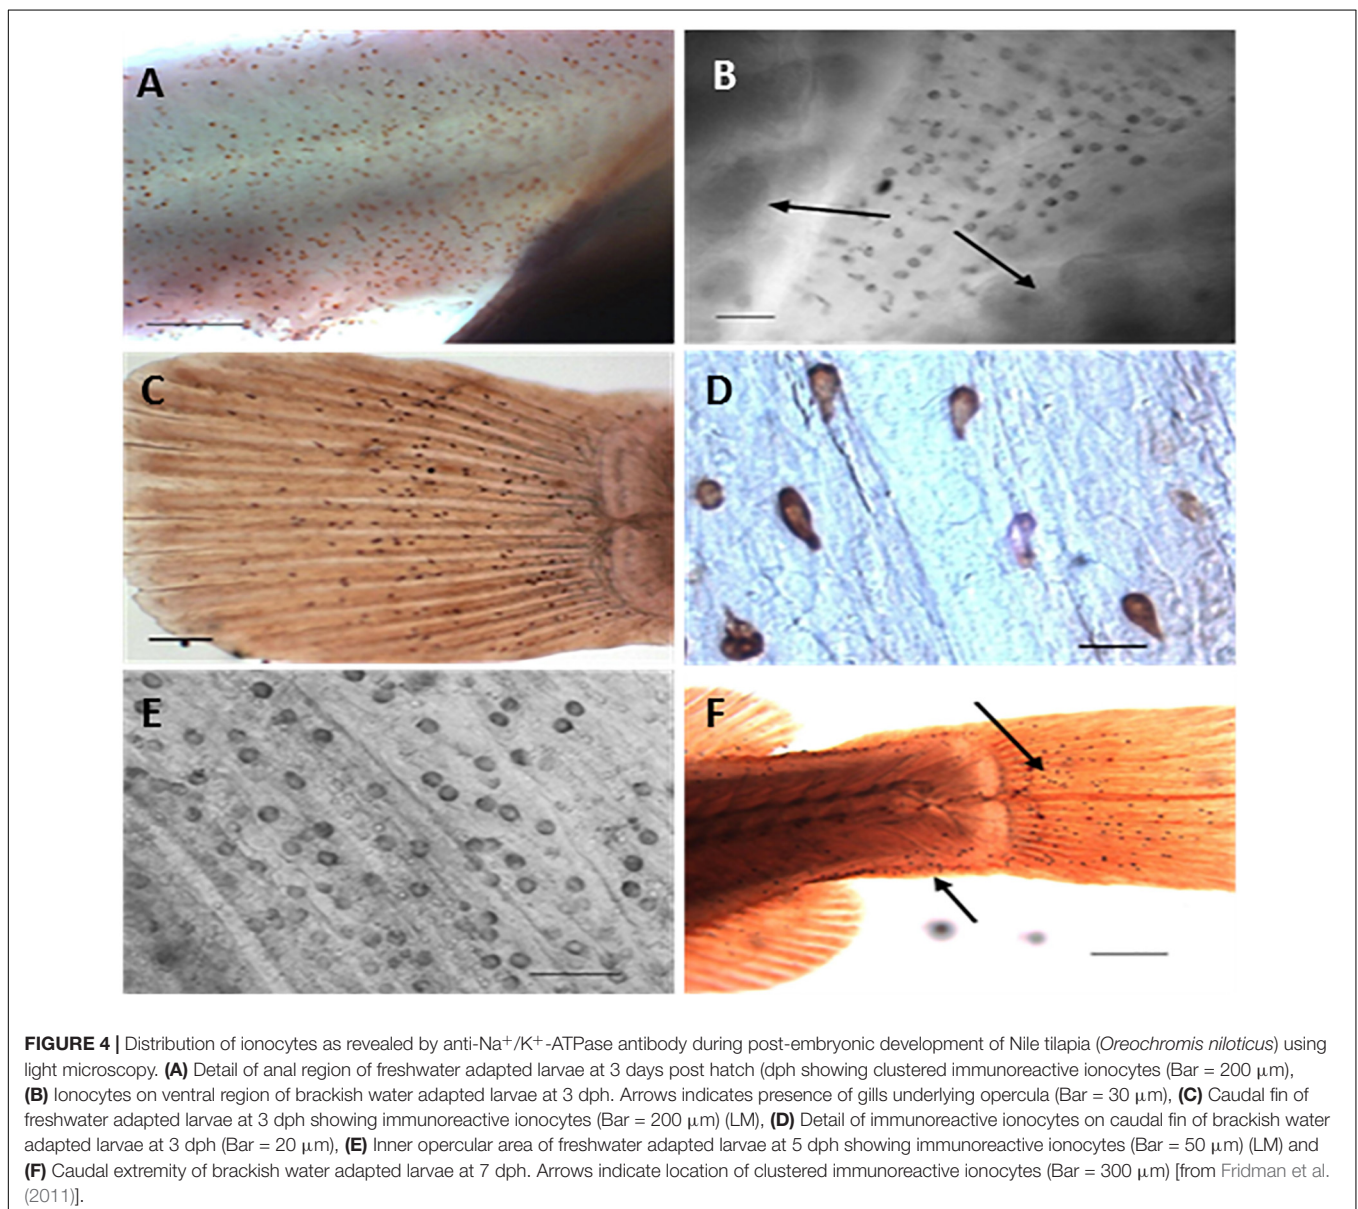 A
B
C
D
E
F
FIGURE 4 | Distribution of ionocytes as revealed by anti-Na+/K+-ATPase antibody during post-embryonic development of Nile tilapia (Oreochromis niloticus) using
light microscopy. (A) Detail of anal region of freshwater adapted larvae at 3 days post hatch (dph showing clustered immunoreactive ionocytes (Bar = 200 μm),
(B) Ionocytes on ventral region of brackish water adapted larvae at 3 dph. Arrows indicates presence of gills underlying opercula (Bar = 30 μm), (C) Caudal fin of
freshwater adapted larvae at 3 dph showing immunoreactive ionocytes (Bar = 200 μm) (LM), (D) Detail of immunoreactive ionocytes on caudal fin of brackish water
adapted larvae at 3 dph (Bar = 20 μm), (E) Inner opercular area of freshwater adapted larvae at 5 dph showing immunoreactive ionocytes (Bar = 50 μm) (LM) and
(F) Caudal extremity of brackish water adapted larvae at 7 dph. Arrows indicate location of clustered immunoreactive ionocytes (Bar = 300 μm) [from Fridman et al.
(2011)].